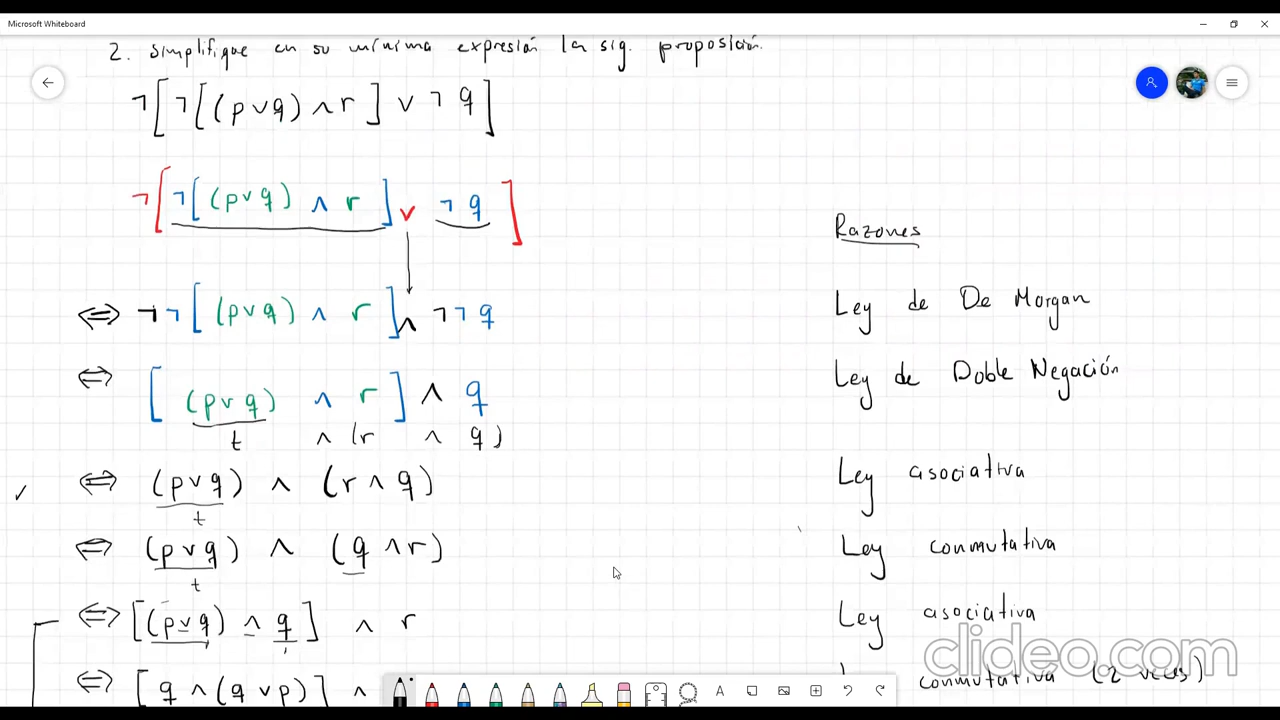 Microsoft Whiteboard
2. Simplifique en su mínima expresión la sig. proposición.
¬[¬[(p∨q)∧r]∨¬q]
¬[¬[(p∨q)∧r]∨¬q]
Razones
⇔ ¬¬[(p∨q)∧r]∧¬¬q Ley de De Morgan
⇔ [(p∨q)∧r]∧q Ley de Doble Negación
t ∧ (r ∧ q)
✓ ⇔ (p∨q) ∧ (r∧q) Ley asociativa
t
⇔ (p∨q) ∧ (q∧r) Ley conmutativa
t
⇔ [(p∨q)∧q] ∧ r Ley asociativa
⇔ [q∧(q∨p)] ∧ conmutativa (2 veces)
clideo.com